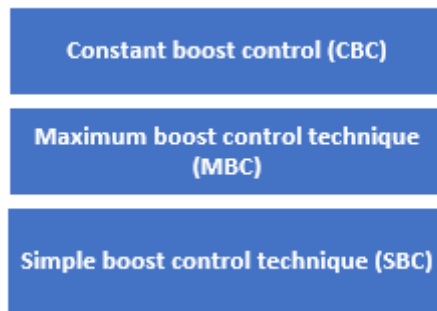 Constant boost control (CBC)
Maximum boost control technique
(MBC)
Simple boost control technique (SBC)